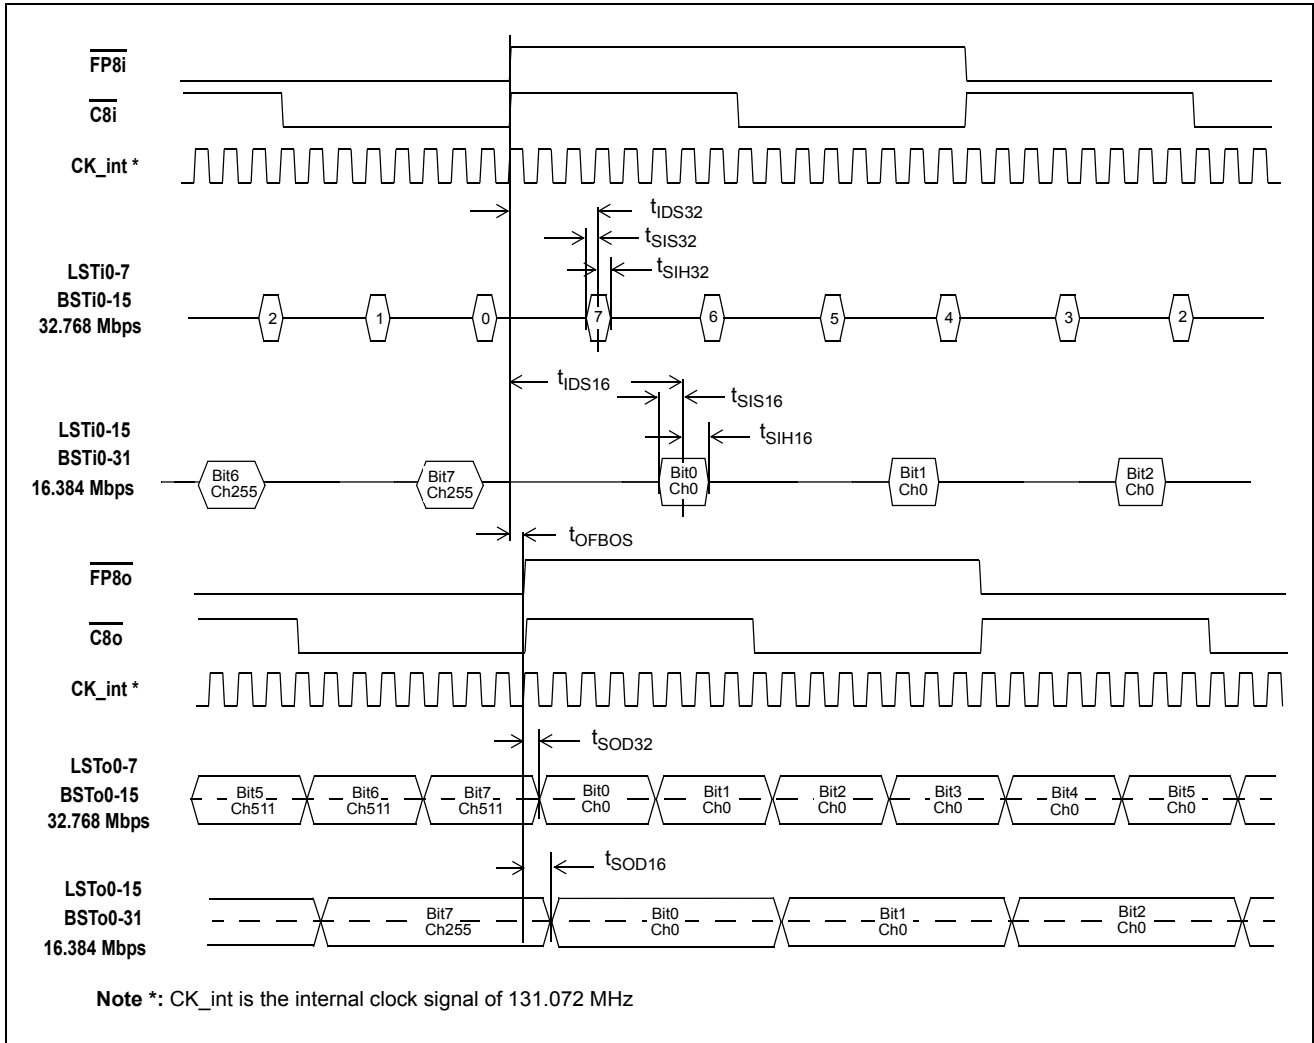 FP8i
C8i
CK_int *
tIDS32
tSIS32
tSIH32
LSTi0-7
BSTi0-15
32.768 Mbps
2 1 0 7 6 5 4 3 2
tIDS16
tSIS16
tSIH16
LSTi0-15
BSTi0-31
16.384 Mbps
Bit6 Bit7 Bit0 Bit1 Bit2
Ch255 Ch255 Ch0 Ch0 Ch0
tOFBOS
FP8o
C8o
CK_int *
tSOD32
LSTo0-7
BSTo0-15
32.768 Mbps
Bit5 Bit6 Bit7 Bit0 Bit1 Bit2 Bit3 Bit4 Bit5
Ch511 Ch511 Ch511 Ch0 Ch0 Ch0 Ch0 Ch0 Ch0
tSOD16
LSTo0-15
BSTo0-31
16.384 Mbps
Bit7 Bit0 Bit1 Bit2
Ch255 Ch0 Ch0 Ch0
Note *: CK_int is the internal clock signal of 131.072 MHz